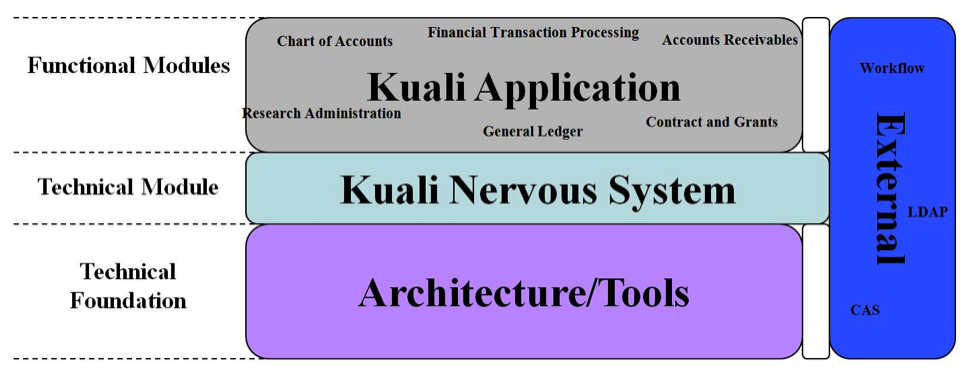 Functional Modules
Chart of Accounts
Financial Transaction Processing
Accounts Receivables
Kuali Application
Research Administration
General Ledger
Contract and Grants
Technical Module
Kuali Nervous System
Technical
Foundation
Architecture/Tools
Workflow
External
LDAP
CAS